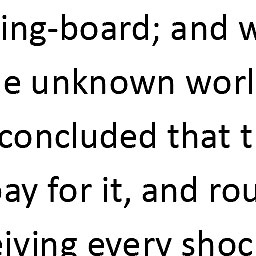 ing-board; and w
e unknown worl
concluded that t
pay for it, and rou
eiving every shoc